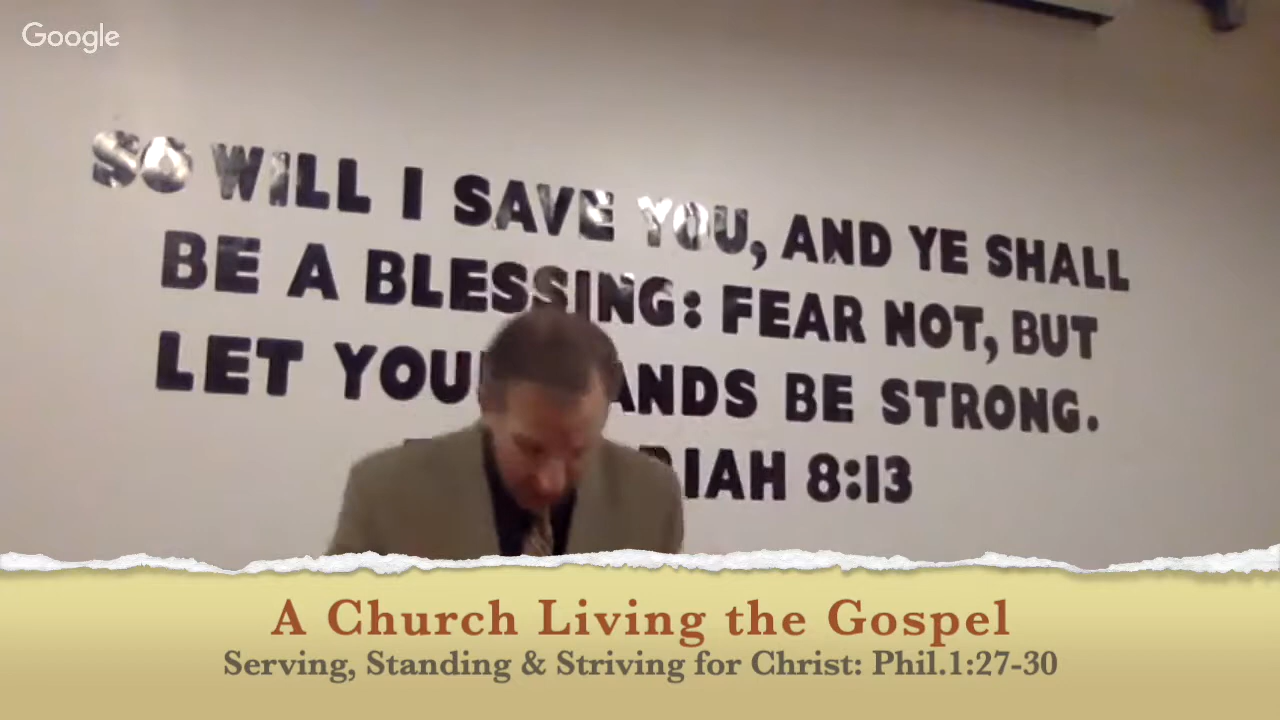 Google
SO WILL I SAVE YOU, AND YE SHALL
BE A BLESSING: FEAR NOT, BUT
LET YOU ANDS BE STRONG.
RIAH 8:13
A Church Living the Gospel
Serving, Standing & Striving for Christ: Phil.1:27-30